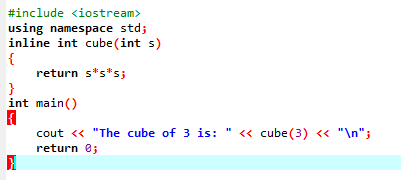 #include <iostream>
using namespace std;
inline int cube(int s)
{
    return s*s*s;
}
int main()
{
    cout << "The cube of 3 is: " << cube(3) << "\n";
    return 0;
}